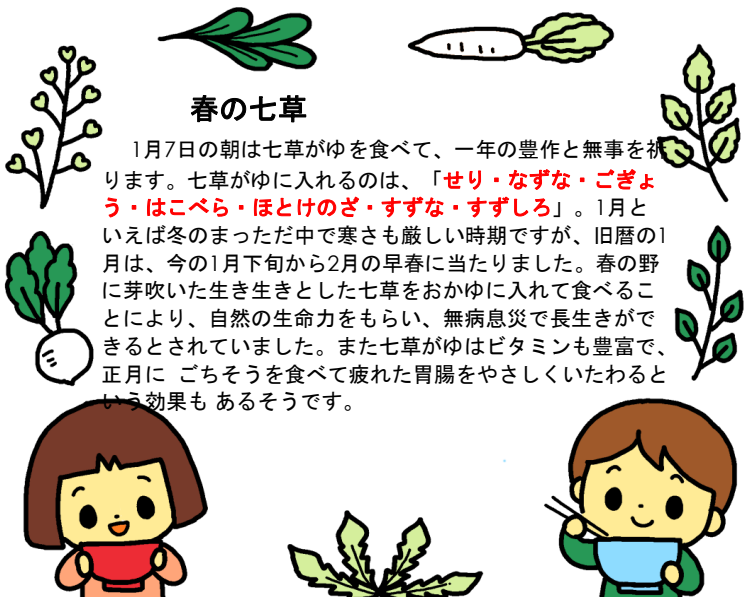 春の七草
1月7日の朝は七草がゆを食べて、一年の豊作と無事を祈
ります。七草がゆに入れるのは、「せり・なずな・ごぎょ
う・はこべら・ほとけのざ・すずな・すずしろ」。1月と
いえば冬のまっただ中で寒さも厳しい時期ですが、旧暦の1
月は、今の1月下旬から2月の早春に当たりました。春の野
に芽吹いた生き生きとした七草をおかゆに入れて食べるこ
とにより、自然の生命力をもらい、無病息災で長生きがで
きるとされていました。また七草がゆはビタミンも豊富で、
正月に ごちそうを食べて疲れた胃腸をやさしくいたわると
いう効果も あるそうです。